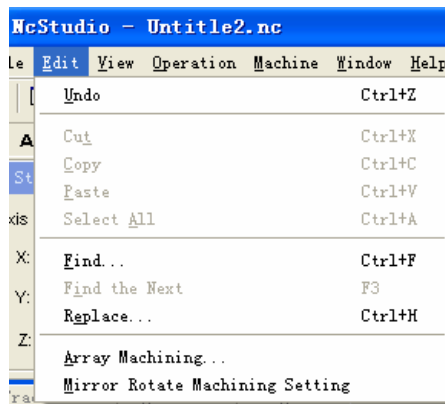 NcStudio - Untitle2.nc
le Edit View Operation Machine Window Help
Undo Ctrl+Z
A
Cut Ctrl+X
Copy Ctrl+C
St
Paste Ctrl+V
xis
Select All Ctrl+A
X:
Find... Ctrl+F
Find the Next F3
Y:
Replace... Ctrl+H
Z:
Array Machining...
Mirror Rotate Machining Setting